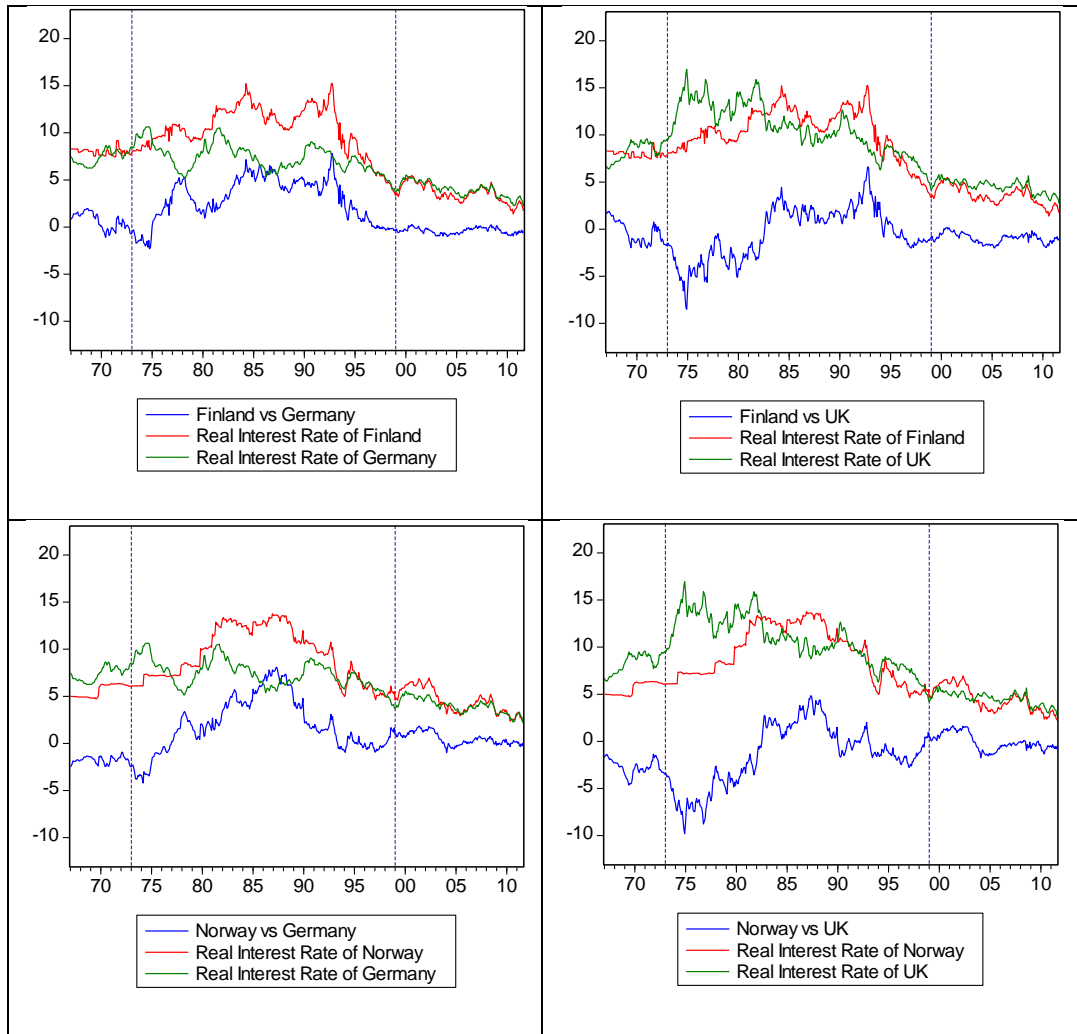 20
15
10
5
0
-5
-10
70 75 80 85 90 95 00 05 10
Finland vs Germany
Real Interest Rate of Finland
Real Interest Rate of Germany
20
15
10
5
0
-5
-10
70 75 80 85 90 95 00 05 10
Finland vs UK
Real Interest Rate of Finland
Real Interest Rate of UK
20
15
10
5
0
-5
-10
70 75 80 85 90 95 00 05 10
Norway vs Germany
Real Interest Rate of Norway
Real Interest Rate of Germany
20
15
10
5
0
-5
-10
70 75 80 85 90 95 00 05 10
Norway vs UK
Real Interest Rate of Norway
Real Interest Rate of UK